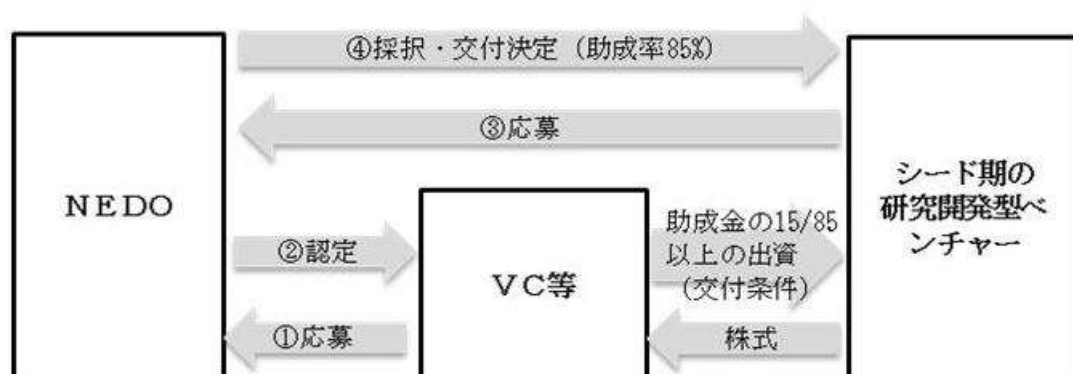 ④採択・交付決定（助成率85%）
③応募
NEDO
シード期の
研究開発型ベ
ンチャー
②認定
VC等
助成金の15/85
以上の出資
（交付条件）
①応募
株式